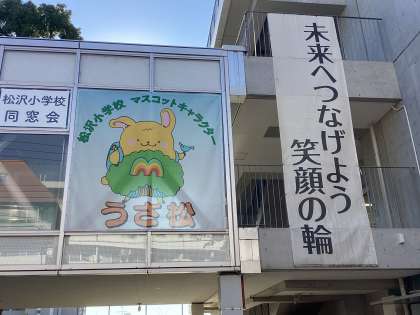 松沢小学校
同窓会
松沢小学校 マスコットキャラクター
うさ松
未来へつなげよう
笑顔の輪